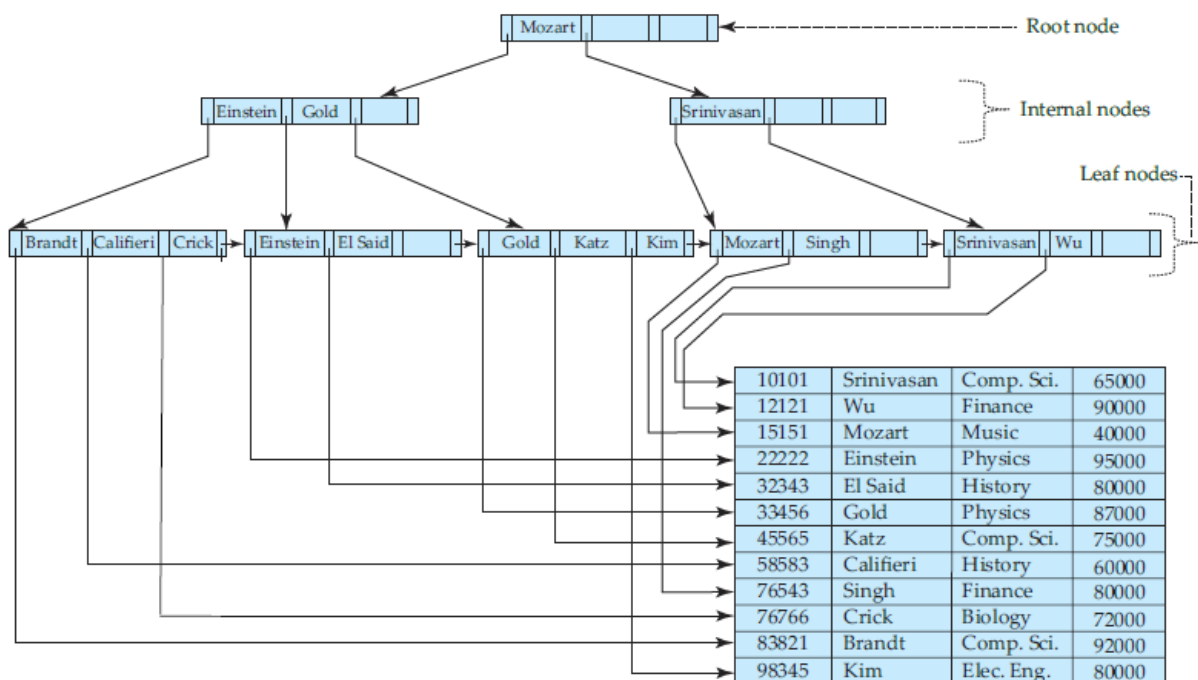 Mozart
Root node
Einstein Gold
Srinivasan
Internal nodes
Leaf nodes
Brandt Califieri Crick
Einstein El Said
Gold Katz Kim
Mozart Singh
Srinivasan Wu
10101 Srinivasan Comp. Sci. 65000
12121 Wu Finance 90000
15151 Mozart Music 40000
22222 Einstein Physics 95000
32343 El Said History 80000
33456 Gold Physics 87000
45565 Katz Comp. Sci. 75000
58583 Califieri History 60000
76543 Singh Finance 80000
76766 Crick Biology 72000
83821 Brandt Comp. Sci. 92000
98345 Kim Elec. Eng. 80000